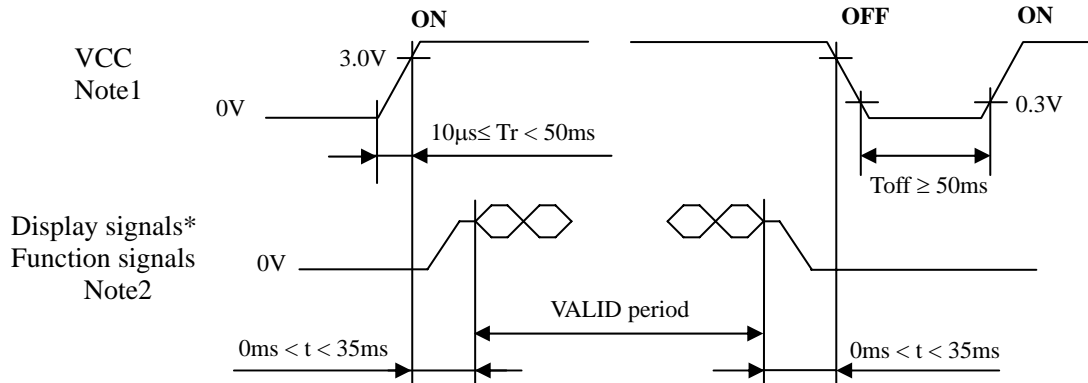 ON
OFF
ON
VCC
Note1
3.0V
0V
0.3V
10μs≤ Tr < 50ms
Toff ≥ 50ms
Display signals*
Function signals
Note2
0V
VALID period
0ms < t < 35ms
0ms < t < 35ms